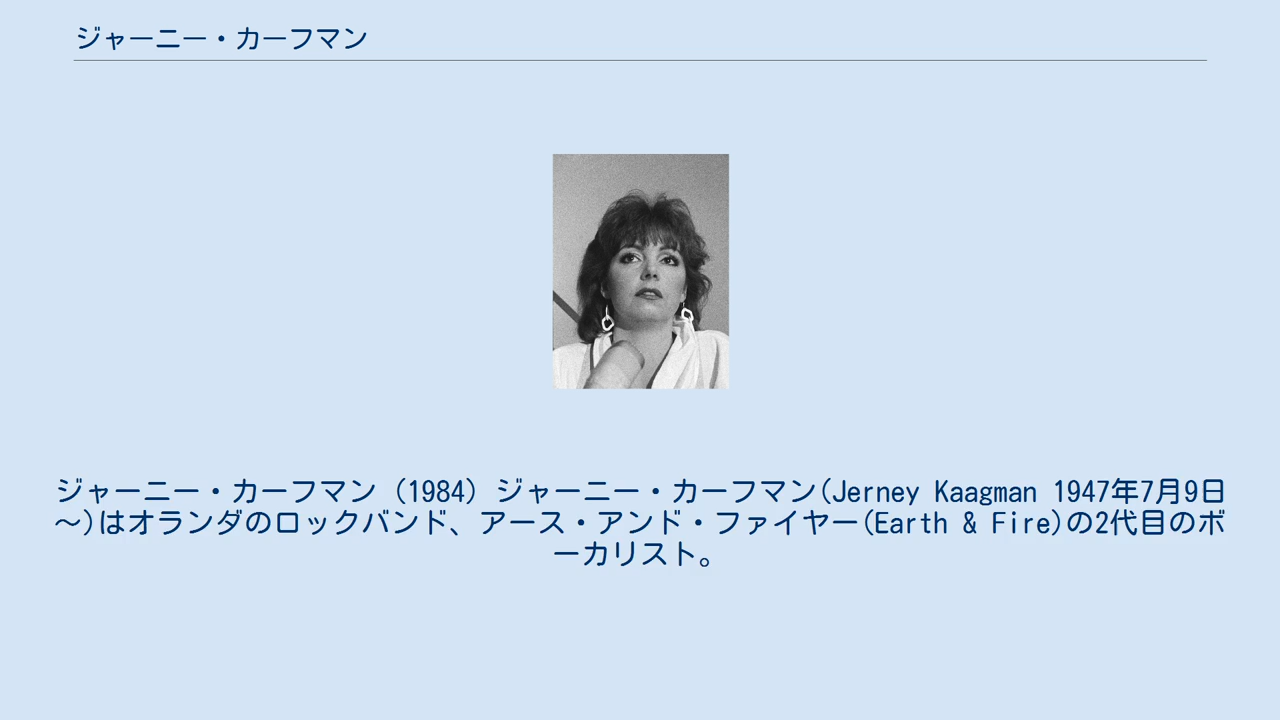 ジャーニー・カーフマン
ジャーニー・カーフマン (1984) ジャーニー・カーフマン(Jerney Kaagman 1947年7月9日
〜)はオランダのロックバンド、アース・アンド・ファイヤー(Earth & Fire)の2代目のボ
ーカリスト。